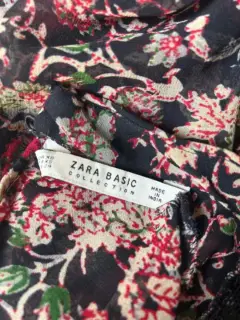 ZARA BASIC
COLLECTION
MADE IN
INDIA